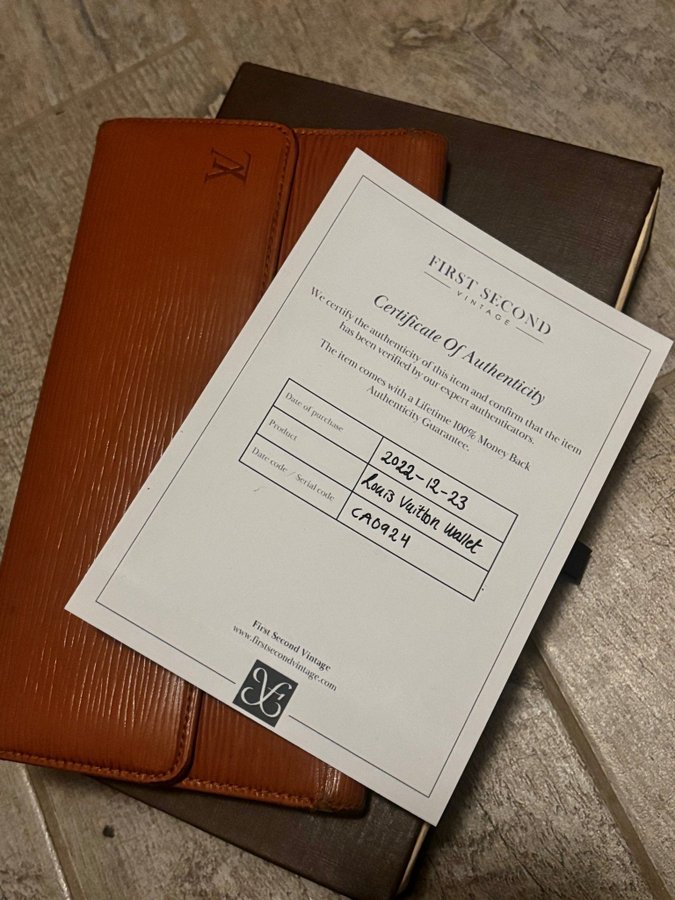 LV
FIRST SECOND
VINTAGE
Certificate Of Authenticity
We certify the authenticity of this item and confirm that the item
has been verified by our expert authenticators.
The item comes with a Lifetime 100% Money Back
Authenticity Guarantee.
Date of purchase 2022-12-23
Product Louis Vuitton wallet
Date code / Serial code CA0924
First Second Vintage
www.firstsecondvintage.com